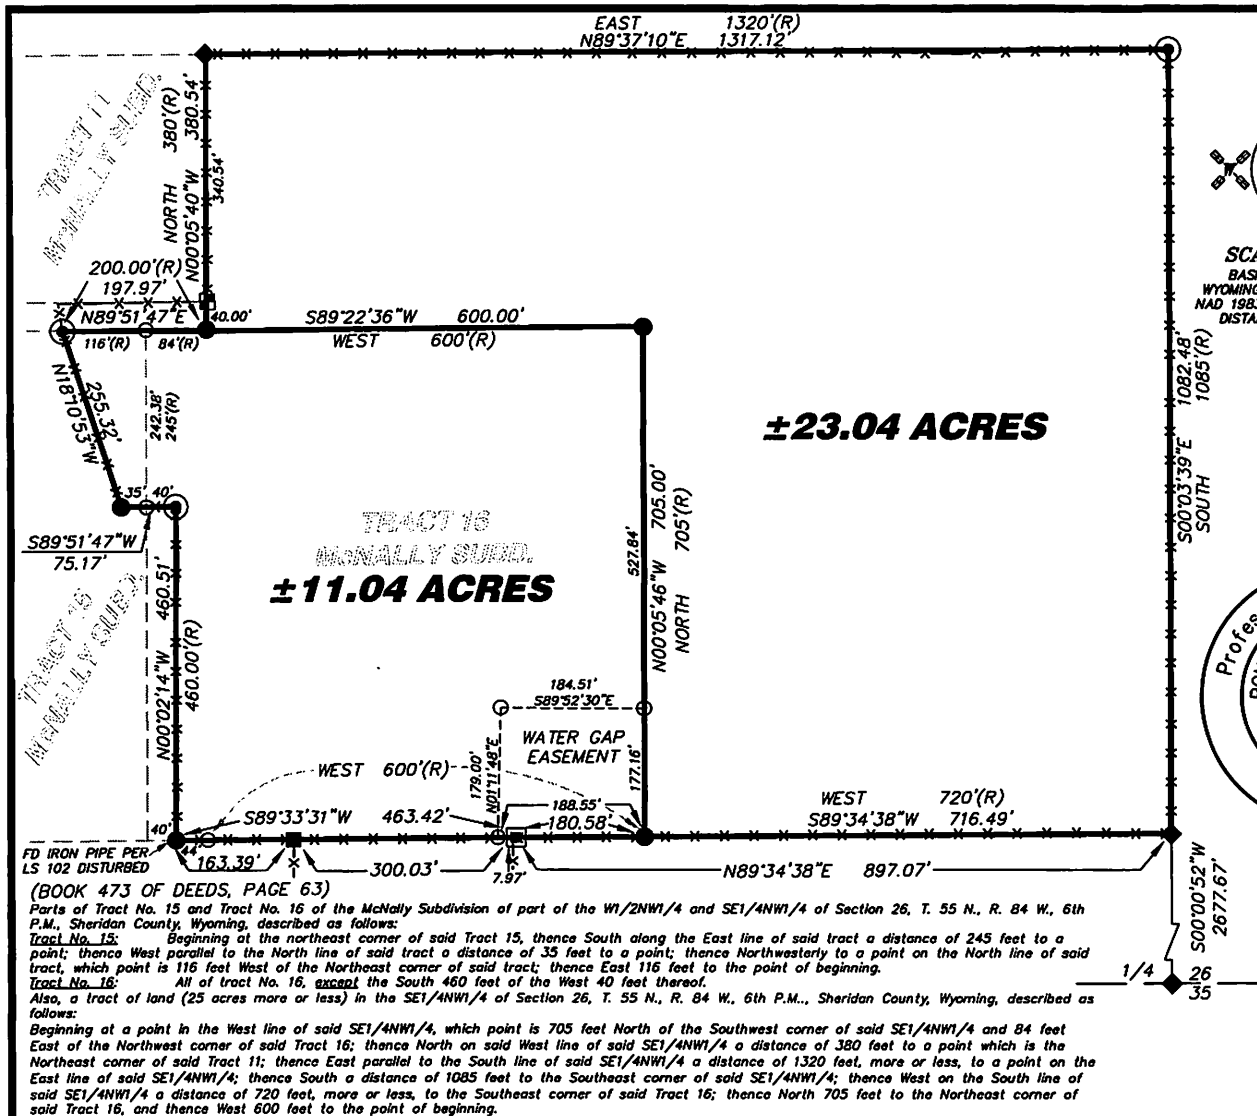 EAST 1320'(R)
N89°37'10"E 1317.12'
TRACT 11
McNALLY SUBD.
NORTH 380'(R)
N00°05'40"W 380.54'
340.54'
200.00'(R)
197.97'
N89°51'47"E
40.00'
116'(R) 84'(R)
S89°22'36"W 600.00'
WEST 600'(R)
SCA
BAS
WYOMING
NAD 198
DISTA
1082.48'
1085'(R)
S00°03'39"E
SOUTH
255.32'
N18°10'53"W
242.38'
245'(R)
±23.04 ACRES
35' 40'
S89°51'47"W
75.17'
TRACT 16
McNALLY SUBD.
±11.04 ACRES
527.84'
N00°05'46"W 705.00'
NORTH 705'(R)
TRACT 15
McNALLY SUBD.
N00°02'14"W 460.51'
460.00'(R)
Profes
184.51'
S89°52'30"E
WATER GAP
EASEMENT
179.00'
N01°11'48"E
177.16'
WEST 600'(R)
S89°33'31"W 463.42'
188.55'
180.58'
WEST 720'(R)
S89°34'38"W 716.49'
40'
44'
FD IRON PIPE PER
LS 102 DISTURBED
163.39'
300.03'
7.97'
N89°34'38"E 897.07'
S00°00'52"W
2677.67'
1/4 26
35
(BOOK 473 OF DEEDS, PAGE 63)
Parts of Tract No. 15 and Tract No. 16 of the McNally Subdivision of part of the W1/2NW1/4 and SE1/4NW1/4 of Section 26, T. 55 N., R. 84 W., 6th
P.M., Sheridan County, Wyoming, described as follows:
Tract No. 15: Beginning at the northeast corner of said Tract 15, thence South along the East line of said tract a distance of 245 feet to a
point; thence West parallel to the North line of said tract a distance of 35 feet to a point; thence Northwesterly to a point on the North line of said
tract, which point is 116 feet West of the Northeast corner of said tract; thence East 116 feet to the point of beginning.
Tract No. 16: All of tract No. 16, except the South 460 feet of the West 40 feet thereof.
Also, a tract of land (25 acres more or less) in the SE1/4NW1/4 of Section 26, T. 55 N., R. 84 W., 6th P.M.., Sheridan County, Wyoming, described as
follows:
Beginning at a point in the West line of said SE1/4NW1/4, which point is 705 feet North of the Southwest corner of said SE1/4NW1/4 and 84 feet
East of the Northwest corner of said Tract 16; thence North on said West line of said SE1/4NW1/4 a distance of 380 feet to a point which is the
Northeast corner of said Tract 11; thence East parallel to the South line of said SE1/4NW1/4 a distance of 1320 feet, more or less, to a point on the
East line of said SE1/4NW1/4; thence South a distance of 1085 feet to the Southeast corner of said SE1/4NW1/4; thence West on the South line of
said SE1/4NW1/4 a distance of 720 feet, more or less, to the Southeast corner of said Tract 16; thence North 705 feet to the Northeast corner of
said Tract 16, and thence West 600 feet to the point of beginning.